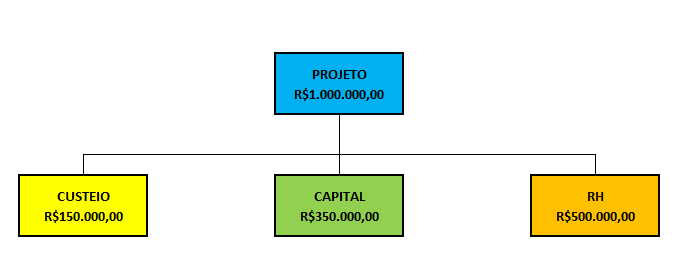 PROJETO
R$1.000.000,00
CUSTEIO
R$150.000,00
CAPITAL
R$350.000,00
RH
R$500.000,00